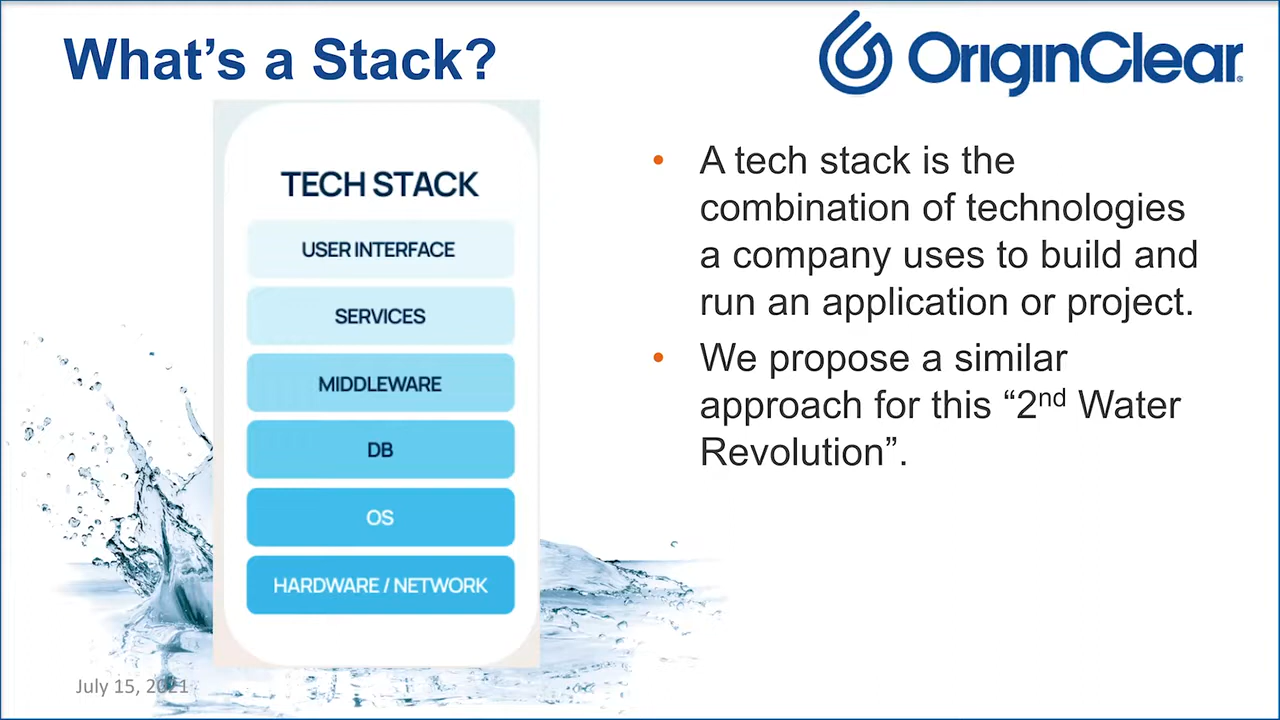 What's a Stack?
OriginClear®
TECH STACK
USER INTERFACE
SERVICES
MIDDLEWARE
DB
OS
HARDWARE / NETWORK
• A tech stack is the
combination of technologies
a company uses to build and
run an application or project.
• We propose a similar
approach for this “2nd Water
Revolution”.
July 15, 2021